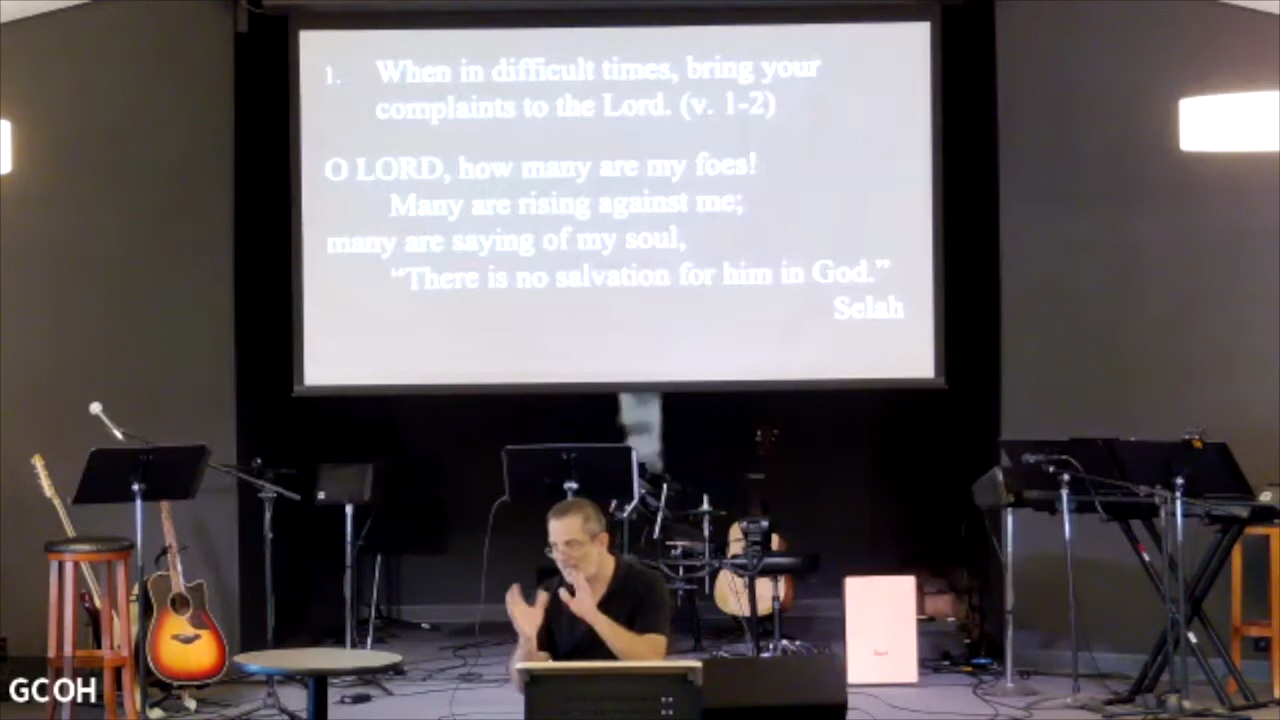 1. When in difficult times, bring your
complaints to the Lord. (v. 1-2)
O LORD, how many are my foes!
Many are rising against me;
many are saying of my soul,
“There is no salvation for him in God.”
Selah
GCOH